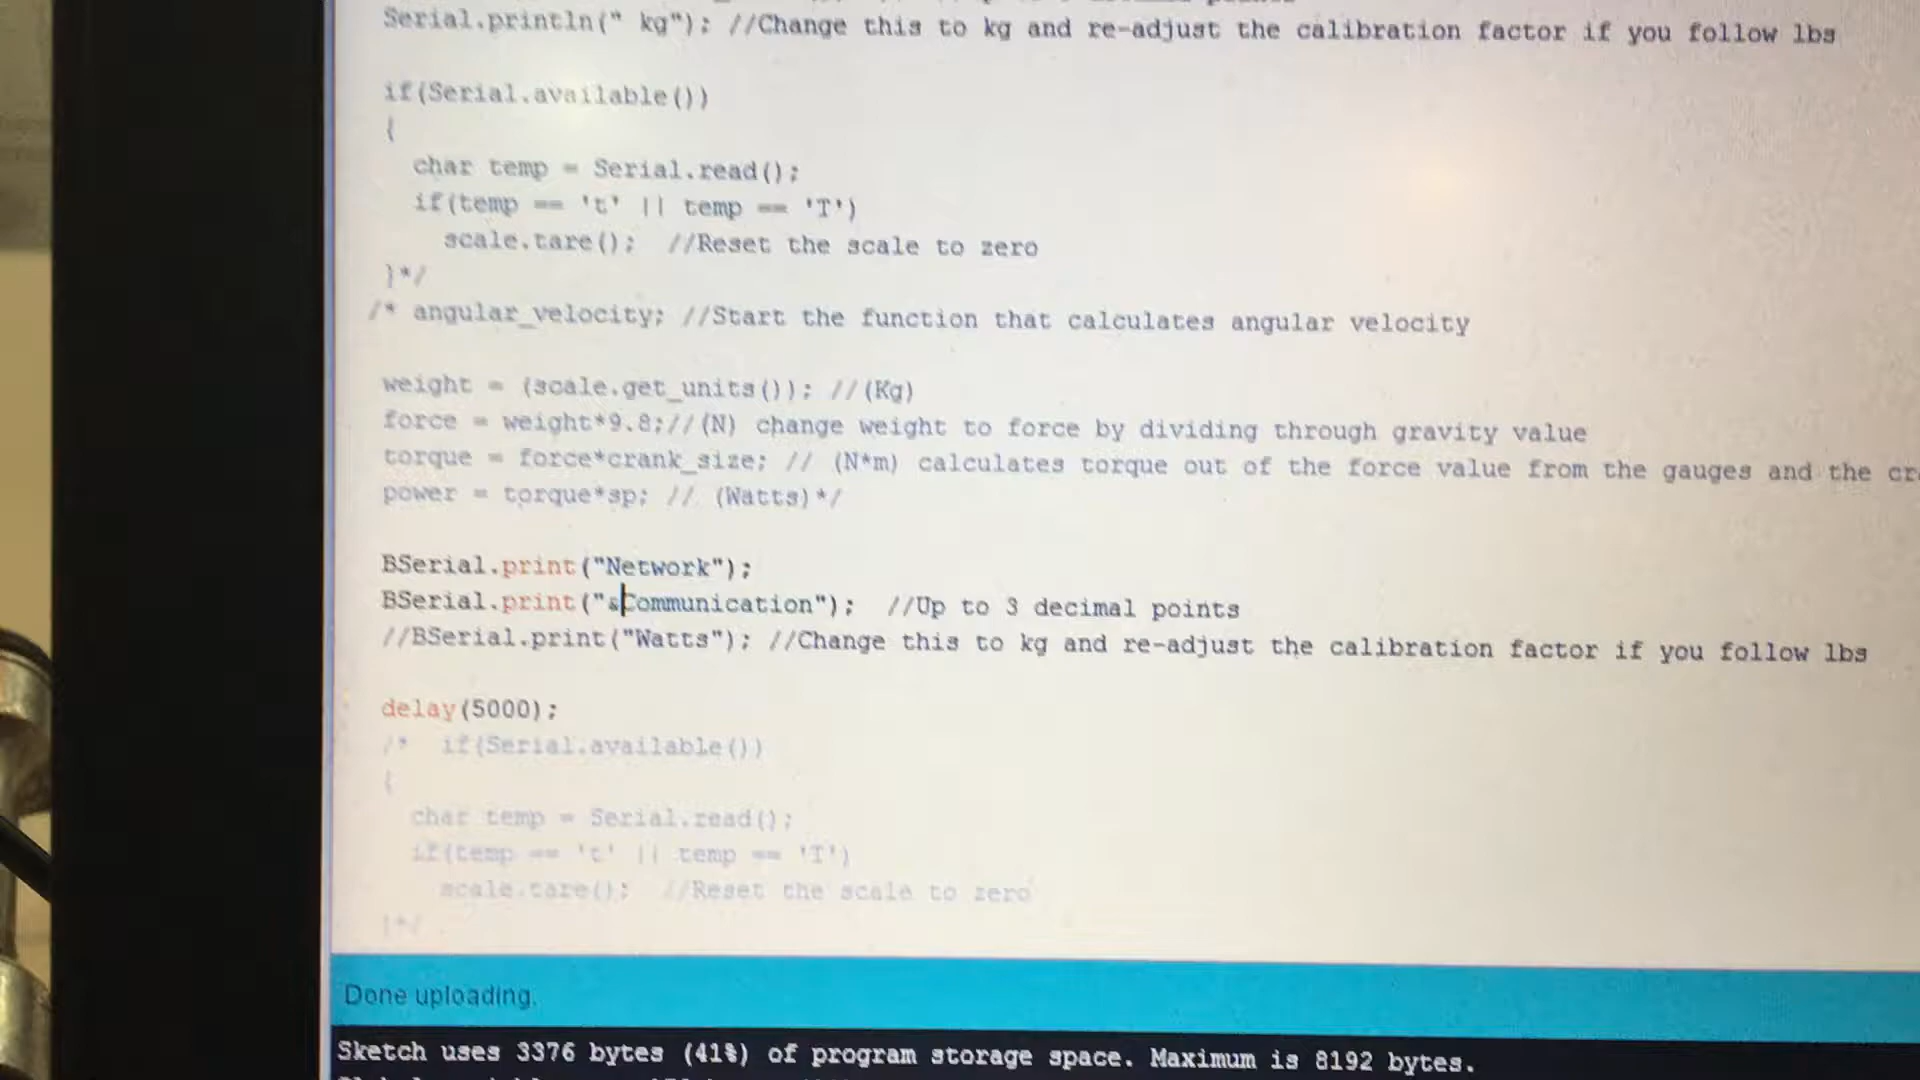 Serial.println(" kg"); //Change this to kg and re-adjust the calibration factor if you follow lbs
if(Serial.available())
{
char temp = Serial.read();
if(temp == 't' || temp == 'T')
scale.tare(); //Reset the scale to zero
}*/
/* angular_velocity; //Start the function that calculates angular velocity
weight = (scale.get_units()); //(Kg)
force = weight*9.8;//(N) change weight to force by dividing through gravity value
torque = force*crank_size; // (N*m) calculates torque out of the force value from the gauges and the
power = torque*sp; // (Watts)*/
BSerial.print("Network");
BSerial.print("&Communication"); //Up to 3 decimal points
//BSerial.print("Watts"); //Change this to kg and re-adjust the calibration factor if you follow lbs
delay(5000);
/* if(Serial.available())
{
char temp = Serial.read();
if(temp == 't' || temp == 'T')
scale.tare(); //Reset the scale to zero
}*/
Done uploading.
Sketch uses 3376 bytes (41%) of program storage space. Maximum is 8192 bytes.